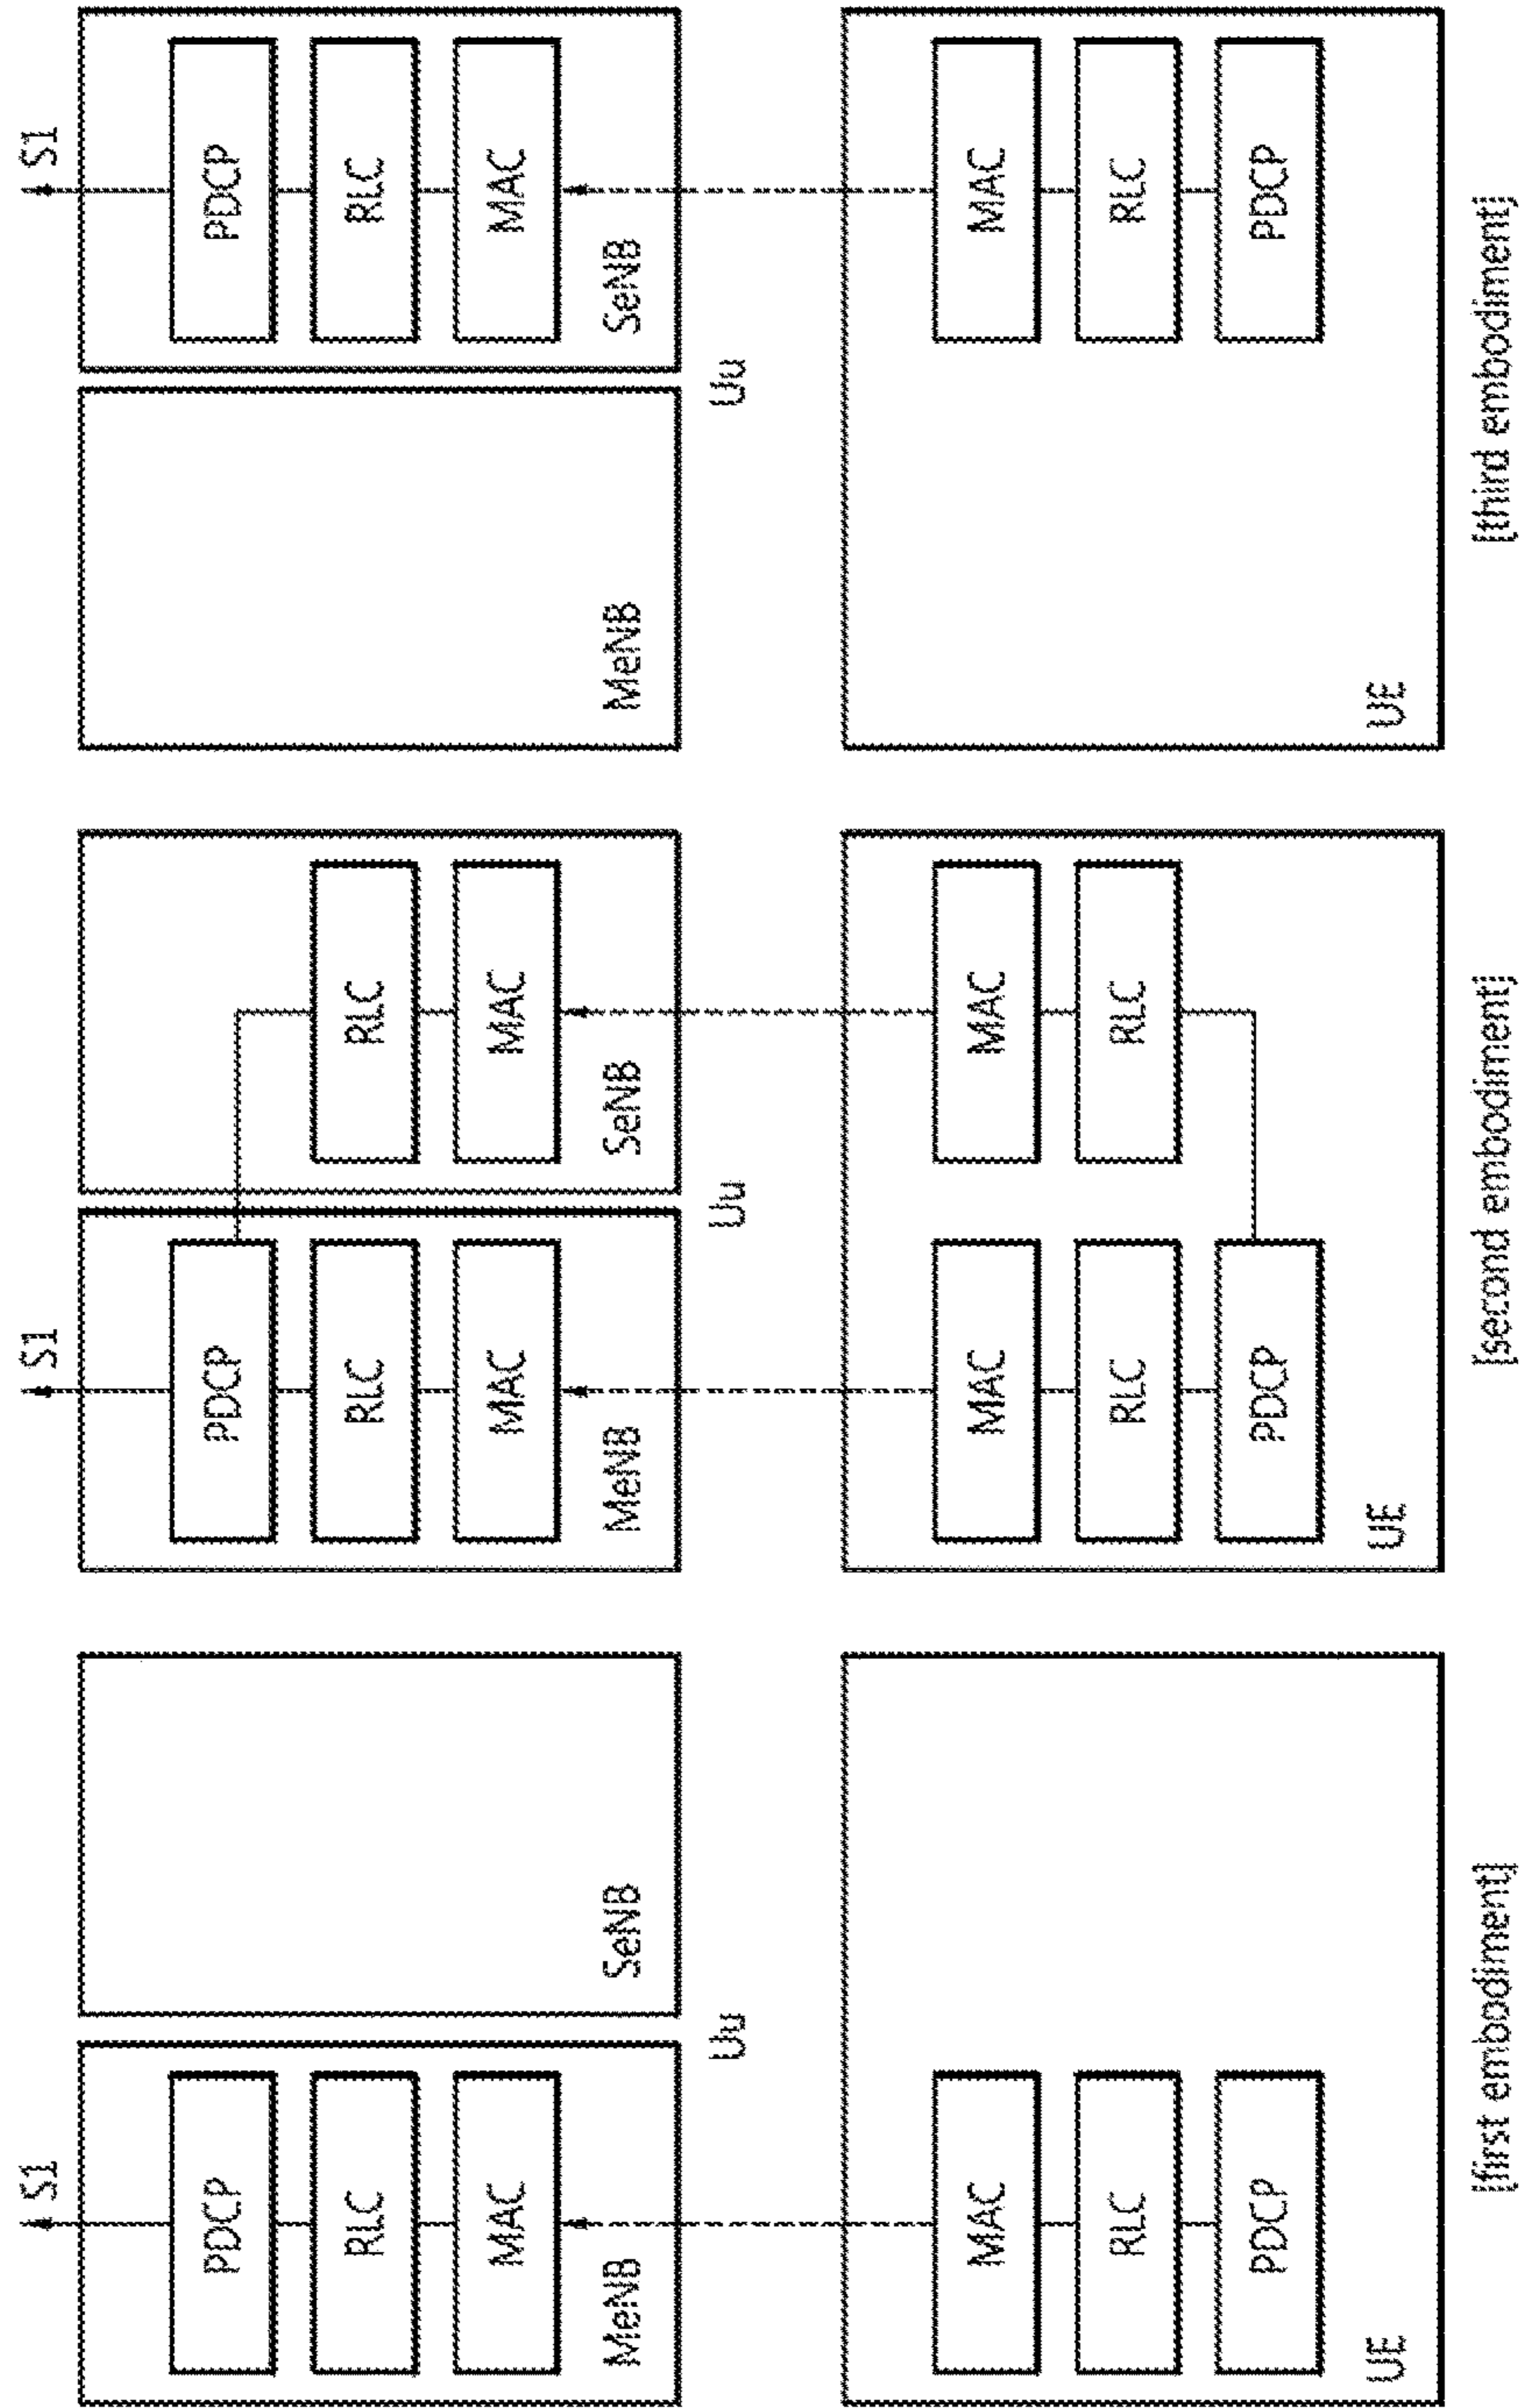 S1
PDCP
RLC
MAC
MeNB
SeNB
Uu
MAC
RLC
PDCP
UE
[first embodiment]
S1
PDCP
RLC
RLC
MAC
MAC
MeNB
SeNB
Uu
MAC
MAC
RLC
RLC
PDCP
UE
[second embodiment]
S1
PDCP
RLC
MAC
MeNB
SeNB
Uu
MAC
RLC
PDCP
UE
[third embodiment]